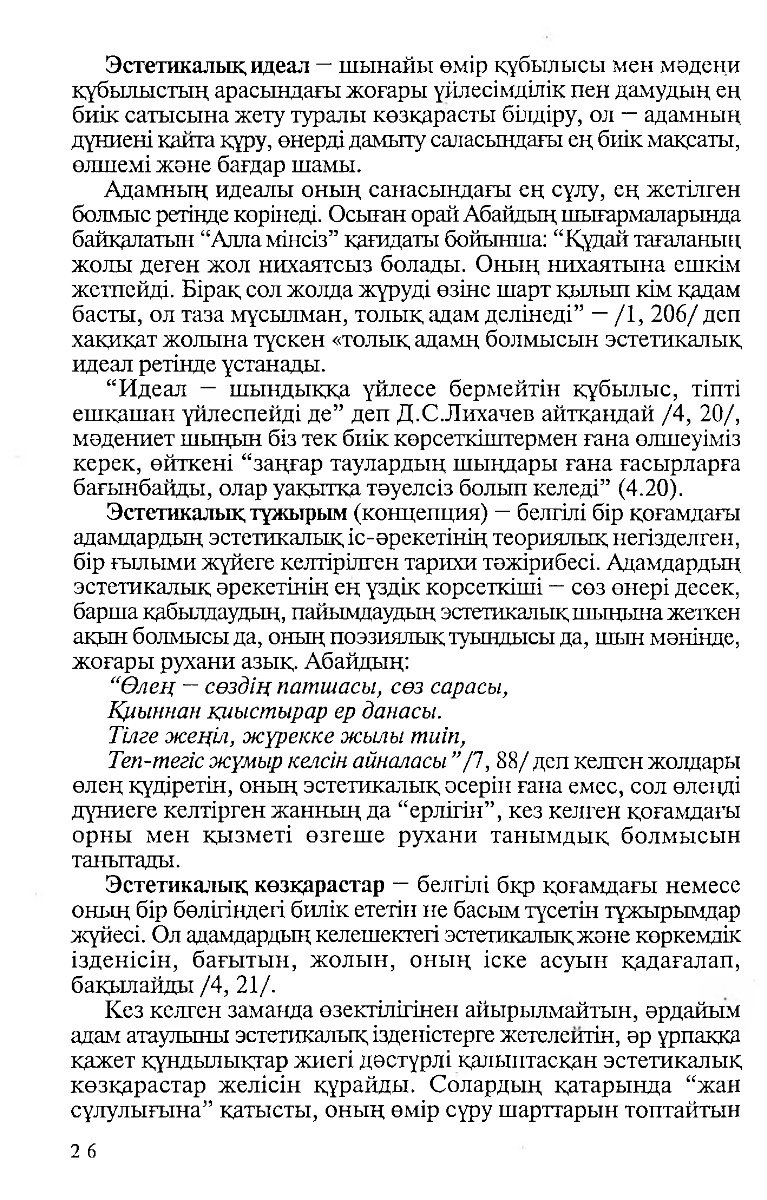 Эстетикалық идеал — шынайы өмір құбылысы мен мәдени
құбылыстың арасындағы жоғары үйлесімділік пен дамудың ең
биік сатысына жету туралы көзқарасты білдіру, ол — адамның
дүниені қайта құру, өнерді дамыту саласындағы ең биік мақсаты,
өлшемі және бағдар шамы.
Адамның идеалы оның санасындағы ең сұлу, ең жетілген
болмыс ретінде көрінеді. Осыған орай Абайдың шығармаларында
байқалатын “Алла мінсіз” қағидаты бойынша: “Құдай тағаланың
жолы деген жол нихаятсыз болады. Оның нихаятына ешкім
жетпейді. Бірақ сол жолда жүруді өзіне шарт қылып кім қадам
басты, ол таза мұсылман, толық адам делінеді” — /1, 206/ деп
хақиқат жолына түскен «толық адамң болмысын эстетикалық
идеал ретінде ұстанады.
“Идеал — шындыққа үйлесе бермейтін құбылыс, тіпті
ешқашан үйлеспейді де” деп Д.С.Лихачев айтқандай /4, 20/,
мәдениет шыңын біз тек биік көрсеткіштермен ғана өлшеуіміз
керек, өйткені “заңғар таулардың шыңдары ғана ғасырларға
бағынбайды, олар уақытқа тәуелсіз болып келеді” (4.20).
Эстетикалық тұжырым (концепция) — белгілі бір қоғамдағы
адамдардың эстетикалық іс-әрекетінің теориялық негізделген,
бір ғылыми жүйеге келтірілген тарихи тәжірибесі. Адамдардың
эстетикалық әрекетінің ең үздік корсеткіші — сөз өнері десек,
барша қабылдаудың, пайымдаудың эстетикалық шыңына жеткен
ақын болмысы да, оның поэзиялық туындысы да, шын мәнінде,
жоғары рухани азық. Абайдың:
“Өлең — сөздің патшасы, сөз сарасы,
Қиыннан қиыстырар ер данасы.
Тілге жеңіл, жүрекке жылы тиіп,
Теп-тегіс жұмыр келсін айналасы” /7, 88/ деп келген жолдары
өлең құдіретін, оның эстетикалық әсерін ғана емес, сол өлеңді
дүниеге келтірген жанның да “ерлігін”, кез келген қоғамдағы
орны мен қызметі өзгеше рухани танымдық болмысын
танытады.
Эстетикалық көзқарастар — белгілі бқр қоғамдағы немесе
оның бір бөлігіндегі билік ететін не басым түсетін тұжырымдар
жүйесі. Ол адамдардың келешектегі эстетикалық және көркемдік
ізденісін, бағытын, жолын, оның іске асуын қадағалап,
бақылайды /4, 21/.
Кез келген заманда өзектілігінен айырылмайтын, әрдайым
адам атаулыны эстетикалық ізденістерге жетелейтін, әр ұрпаққа
қажет құндылықтар жиегі дәстүрлі қалыптасқан эстетикалық
көзқарастар желісін құрайды. Солардың қатарында “жан
сұлулығына” қатысты, оның өмір сүру шарттарын топтайтын
26